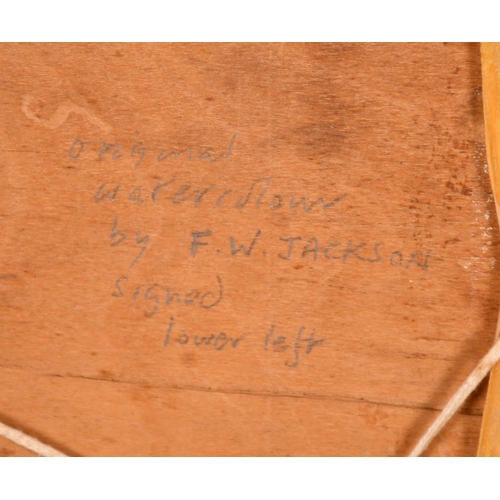 original
watercolour
by F.W. JACKSON
signed
lower left